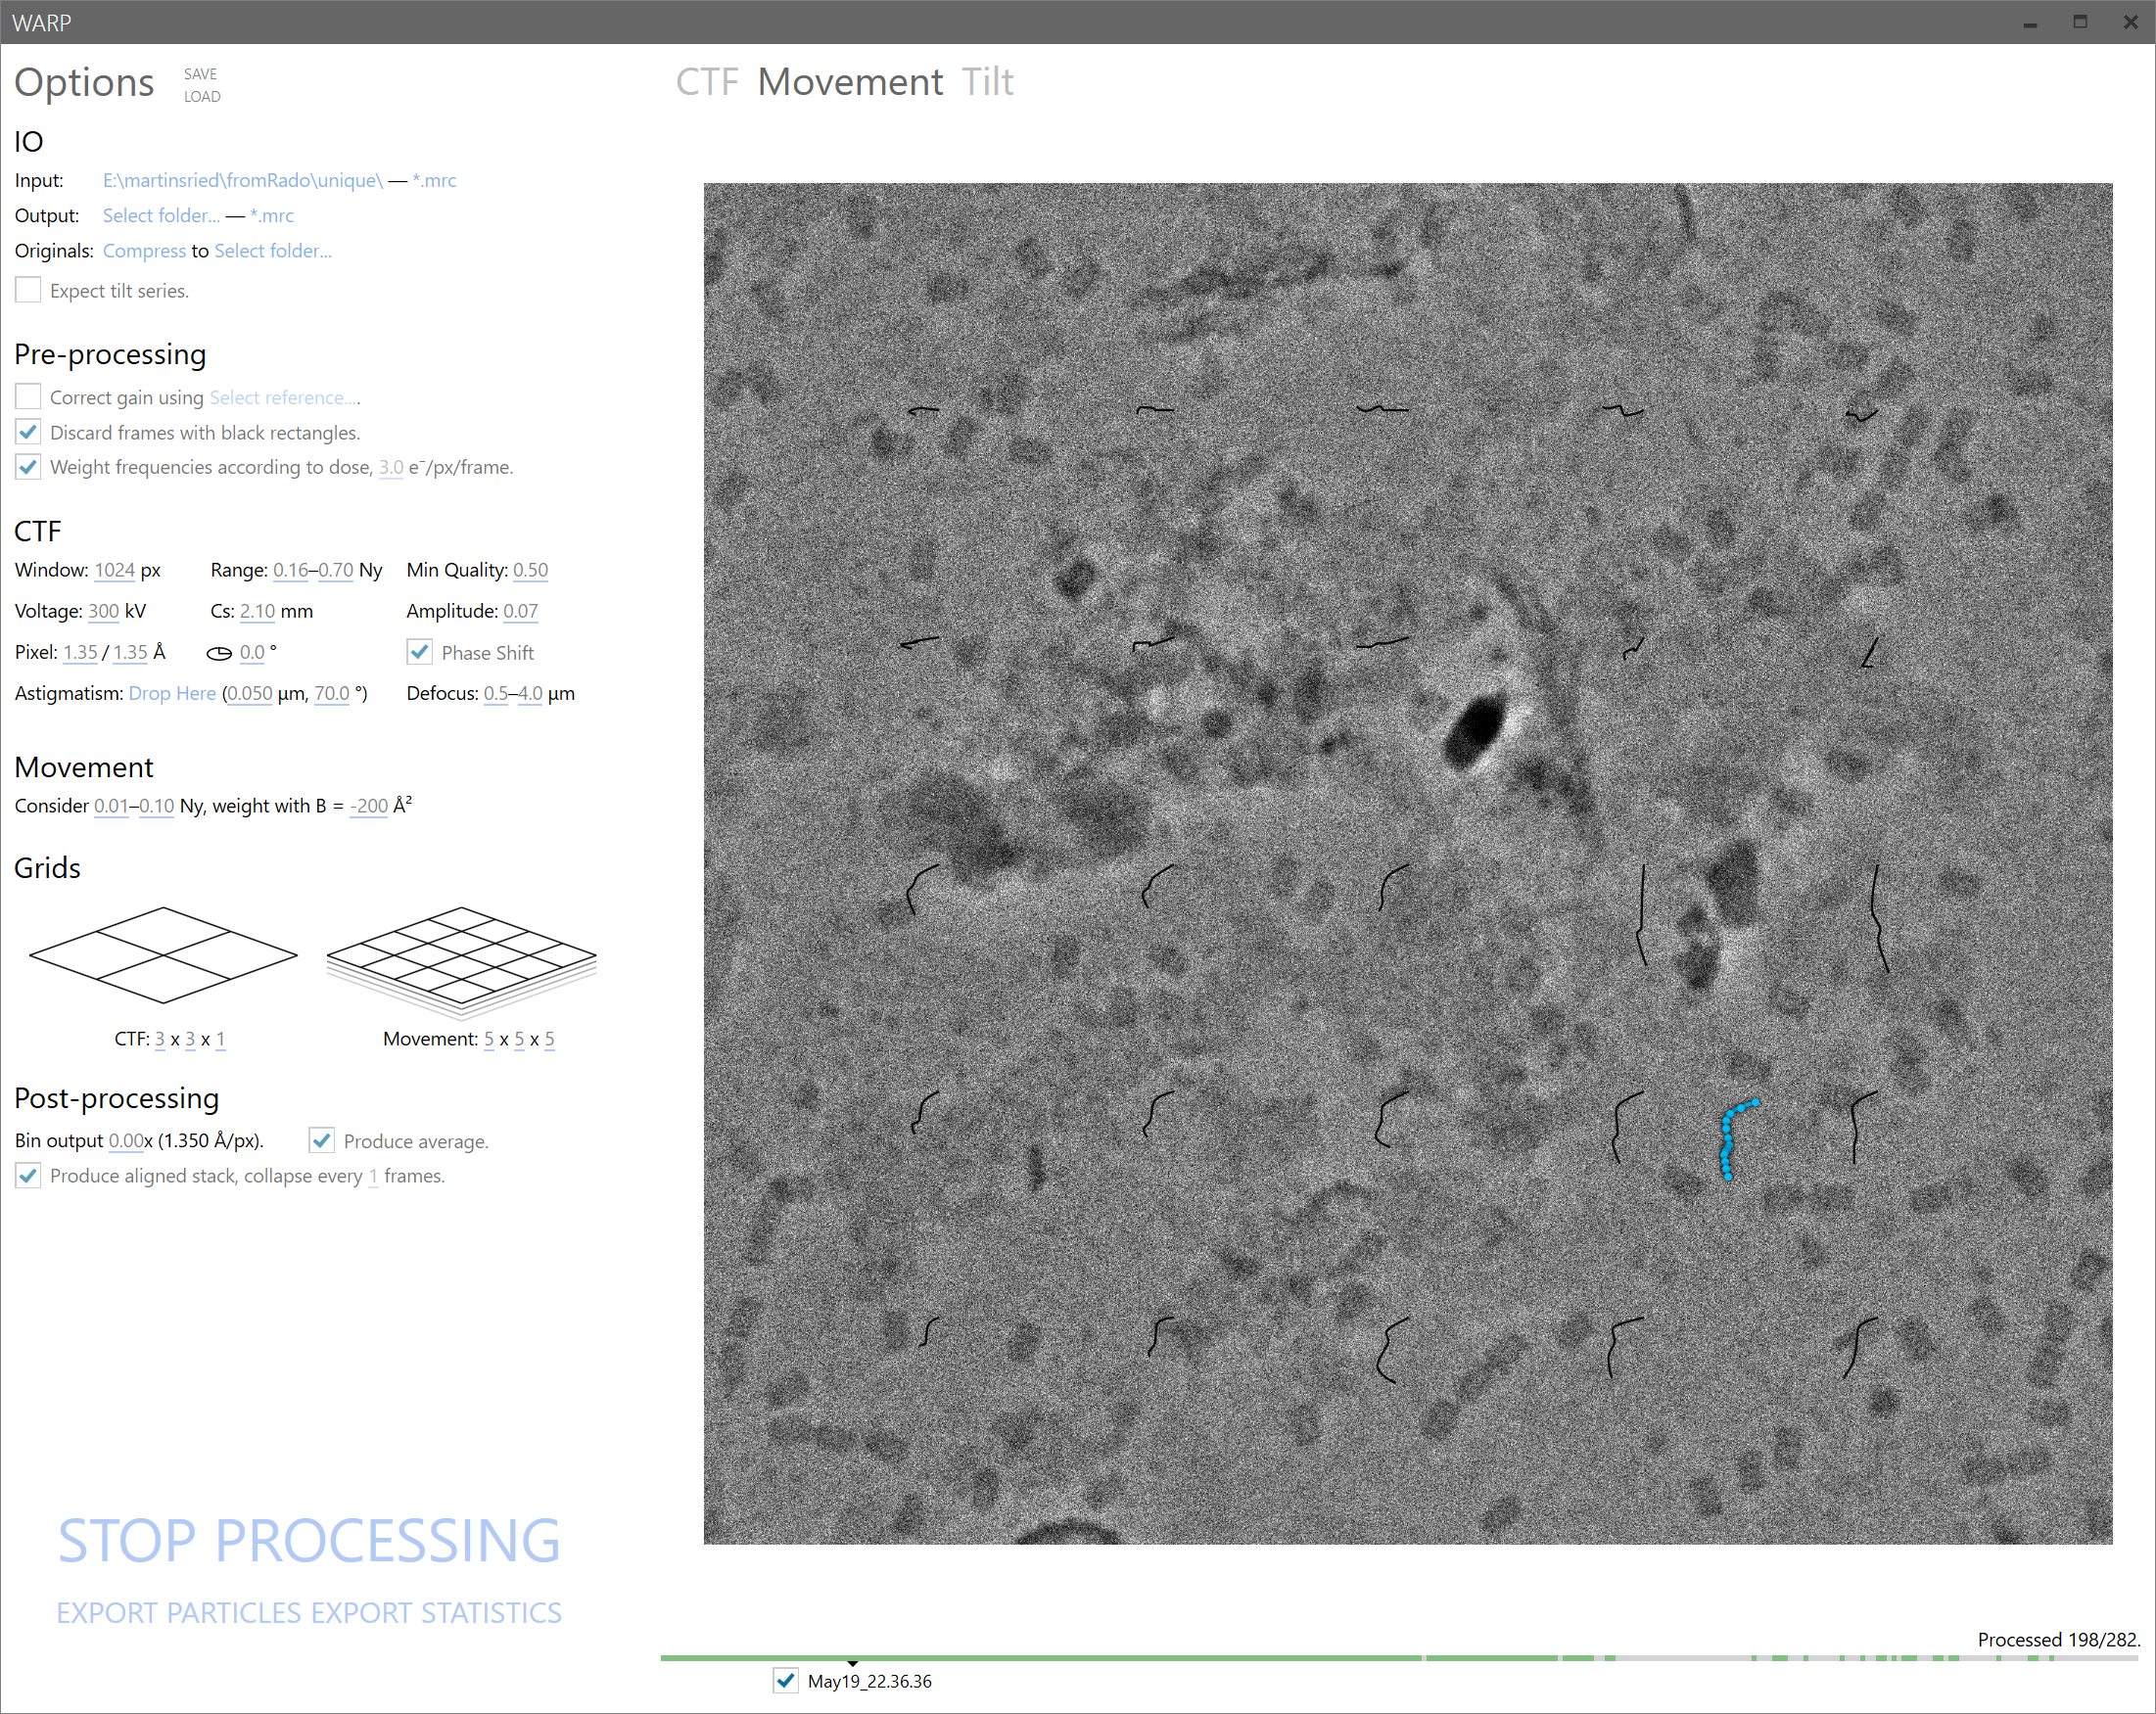 WARP
Options
SAVE
LOAD
IO
Input: E:\martinsried\fromRado\unique\ — *.mrc
Output: Select folder... — *.mrc
Originals: Compress to Select folder...
Expect tilt series.
Pre-processing
Correct gain using Select reference....
Discard frames with black rectangles.
Weight frequencies according to dose, 3.0 e⁻/px/frame.
CTF
Window: 1024 px Range: 0.16–0.70 Ny Min Quality: 0.50
Voltage: 300 kV Cs: 2.10 mm Amplitude: 0.07
Pixel: 1.35 / 1.35 Å 0.0 ° Phase Shift
Astigmatism: Drop Here (0.050 µm, 70.0 °) Defocus: 0.5–4.0 µm
Movement
Consider 0.01–0.10 Ny, weight with B = -200 Å²
Grids
CTF: 3 x 3 x 1 Movement: 5 x 5 x 5
Post-processing
Bin output 0.00x (1.350 Å/px). Produce average.
Produce aligned stack, collapse every 1 frames.
STOP PROCESSING
EXPORT PARTICLES EXPORT STATISTICS
CTF Movement Tilt
Processed 198/282.
May19_22.36.36